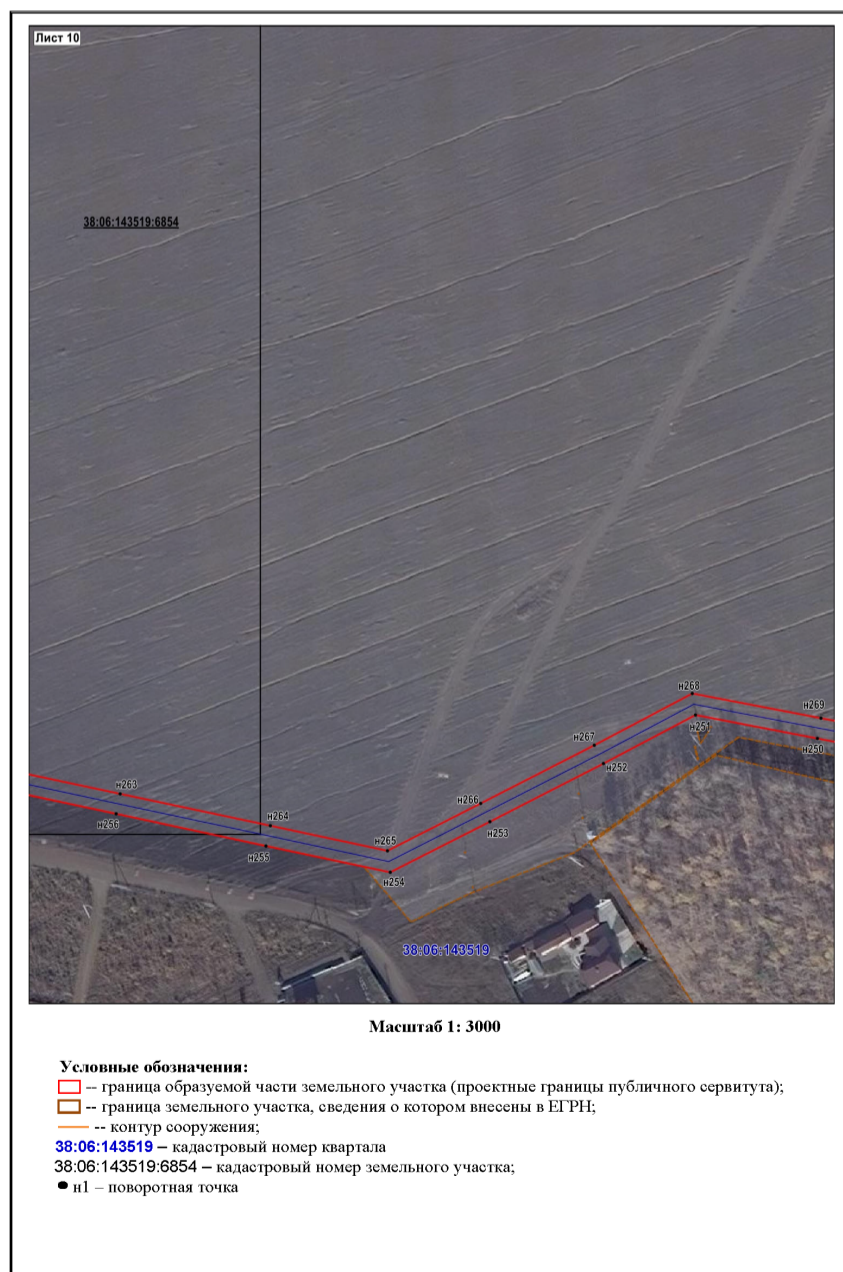 Лист 10
38:06:143519:6854
н268
н269
н251
н250
н267
н252
н263
н266
н256
н264
н253
н265
н255
н254
38:06:143519
Масштаб 1: 3000
Условные обозначения:
-- граница образуемой части земельного участка (проектные границы публичного сервитута);
-- граница земельного участка, сведения о котором внесены в ЕГРН;
-- контур сооружения;
38:06:143519 – кадастровый номер квартала
38:06:143519:6854 – кадастровый номер земельного участка;
н1 – поворотная точка